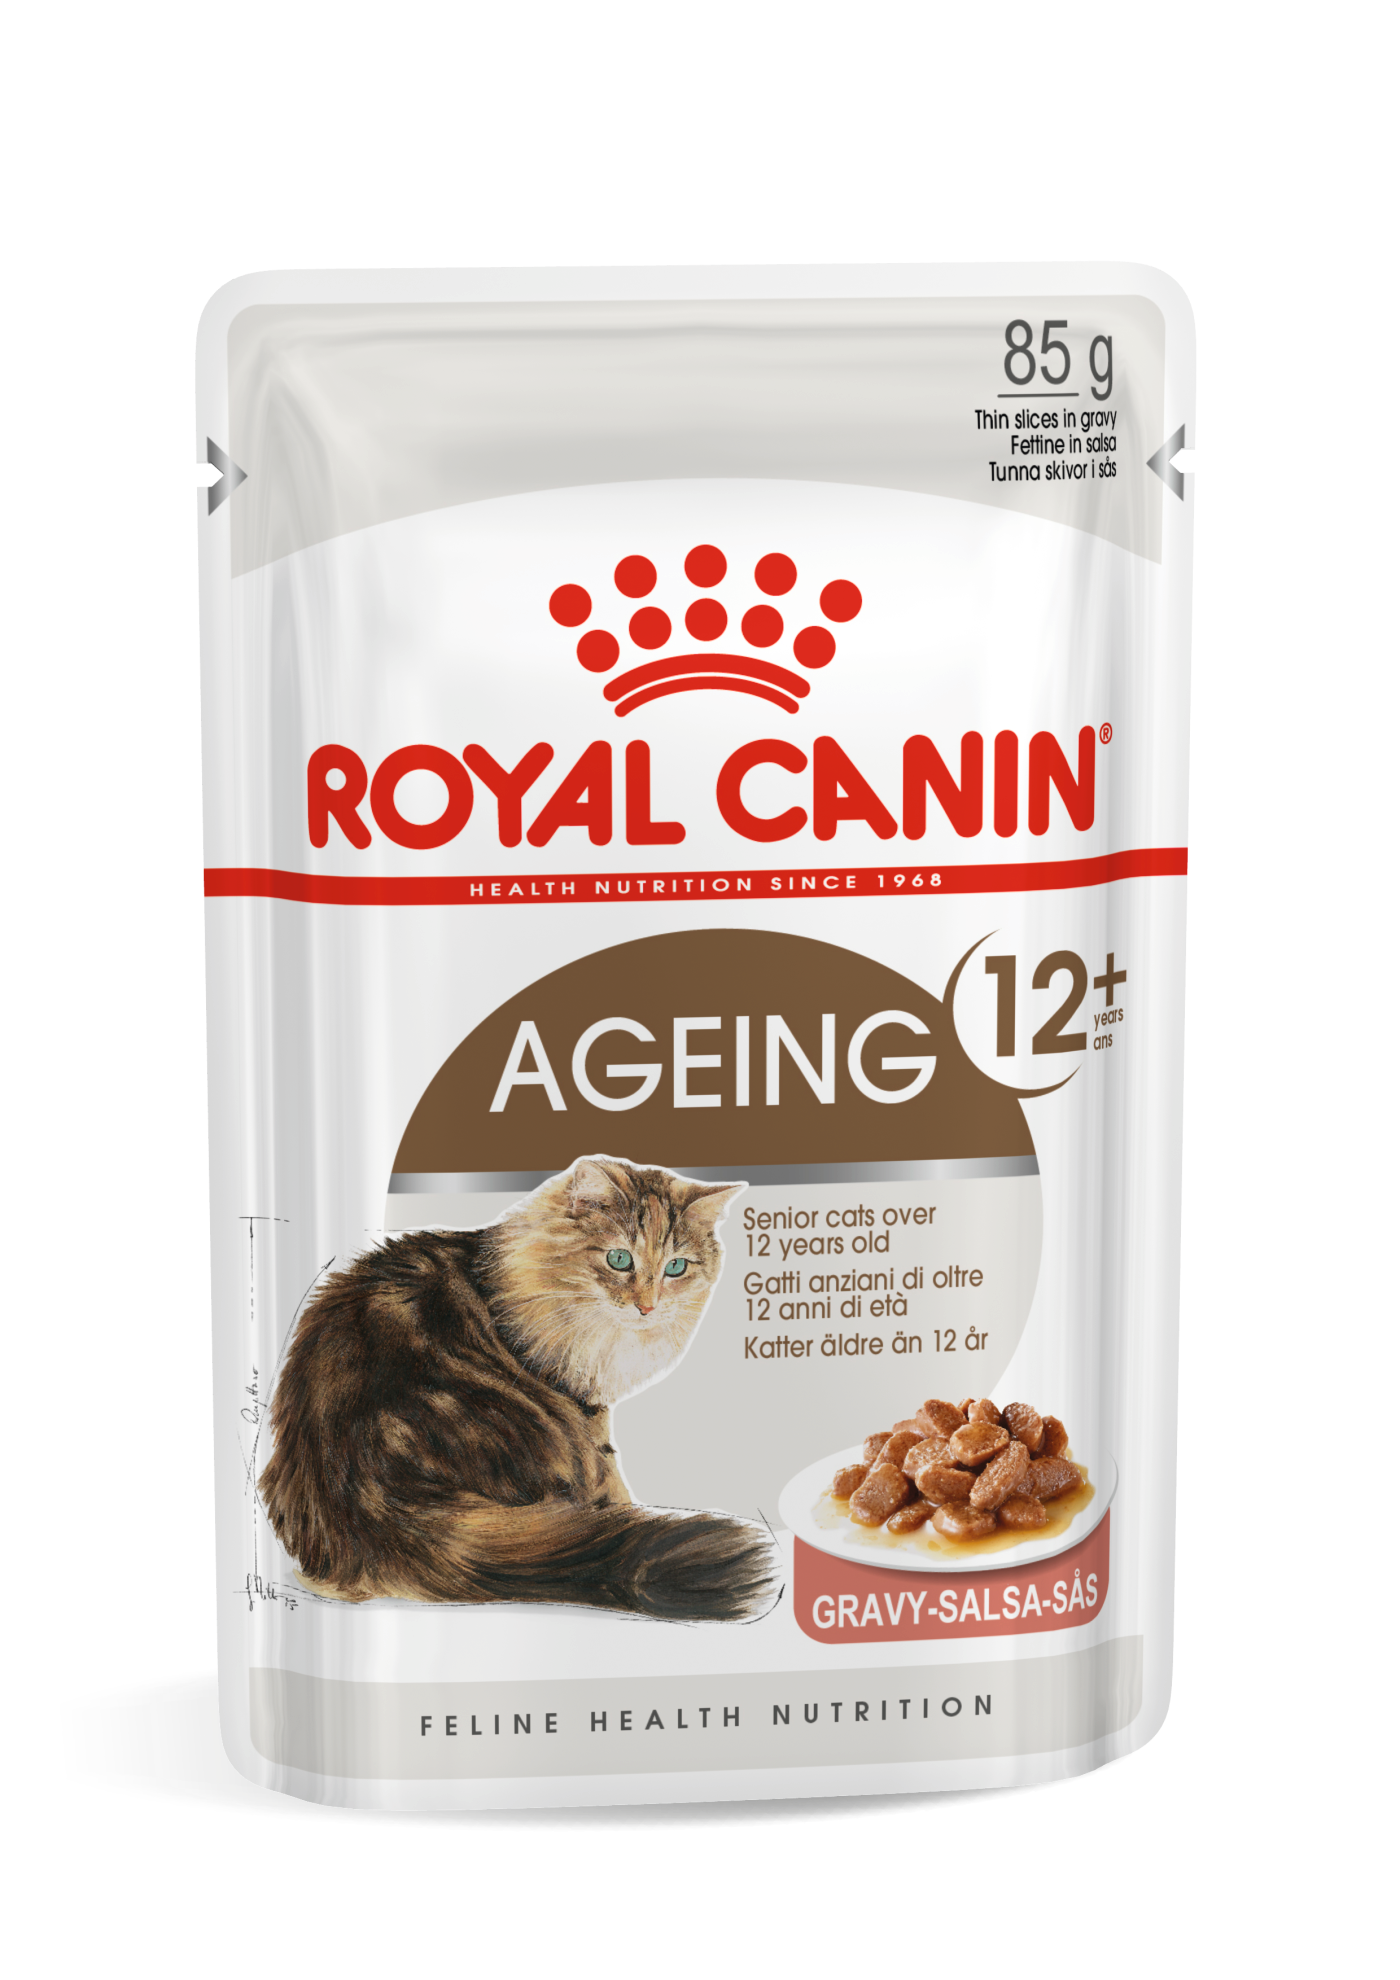 85 g
Thin slices in gravy
Fettine in salsa
Tunna skivor i sås
ROYAL CANIN®
HEALTH NUTRITION SINCE 1968
AGEING
12+
years
ans
Senior cats over
12 years old
Gatti anziani di oltre
12 anni di età
Katter äldre än 12 år
GRAVY-SALSA-SÅS
FELINE HEALTH NUTRITION